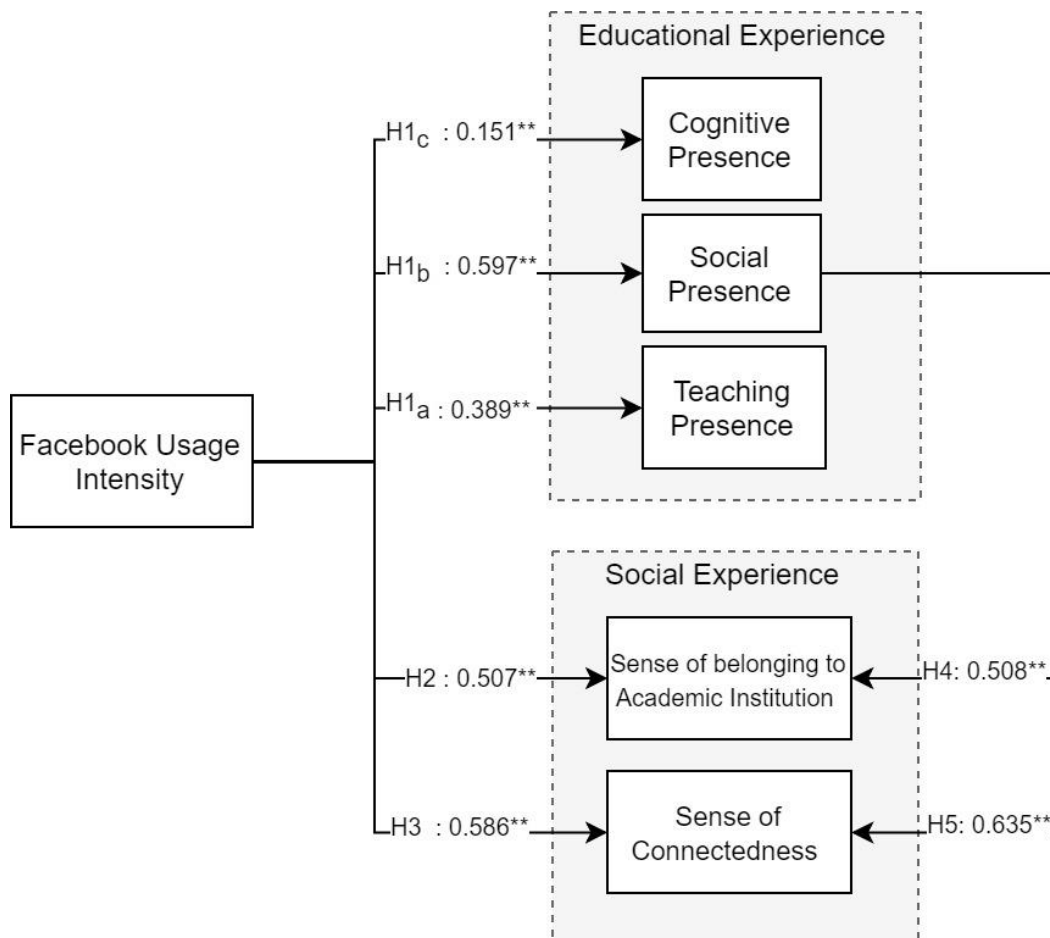 Educational Experience
H1c : 0.151**
Cognitive
Presence
H1b : 0.597**
Social
Presence
H1a : 0.389**
Teaching
Presence
Facebook Usage
Intensity
Social Experience
H2 : 0.507**
Sense of belonging to
Academic Institution
H4: 0.508**
H3 : 0.586**
Sense of
Connectedness
H5: 0.635**